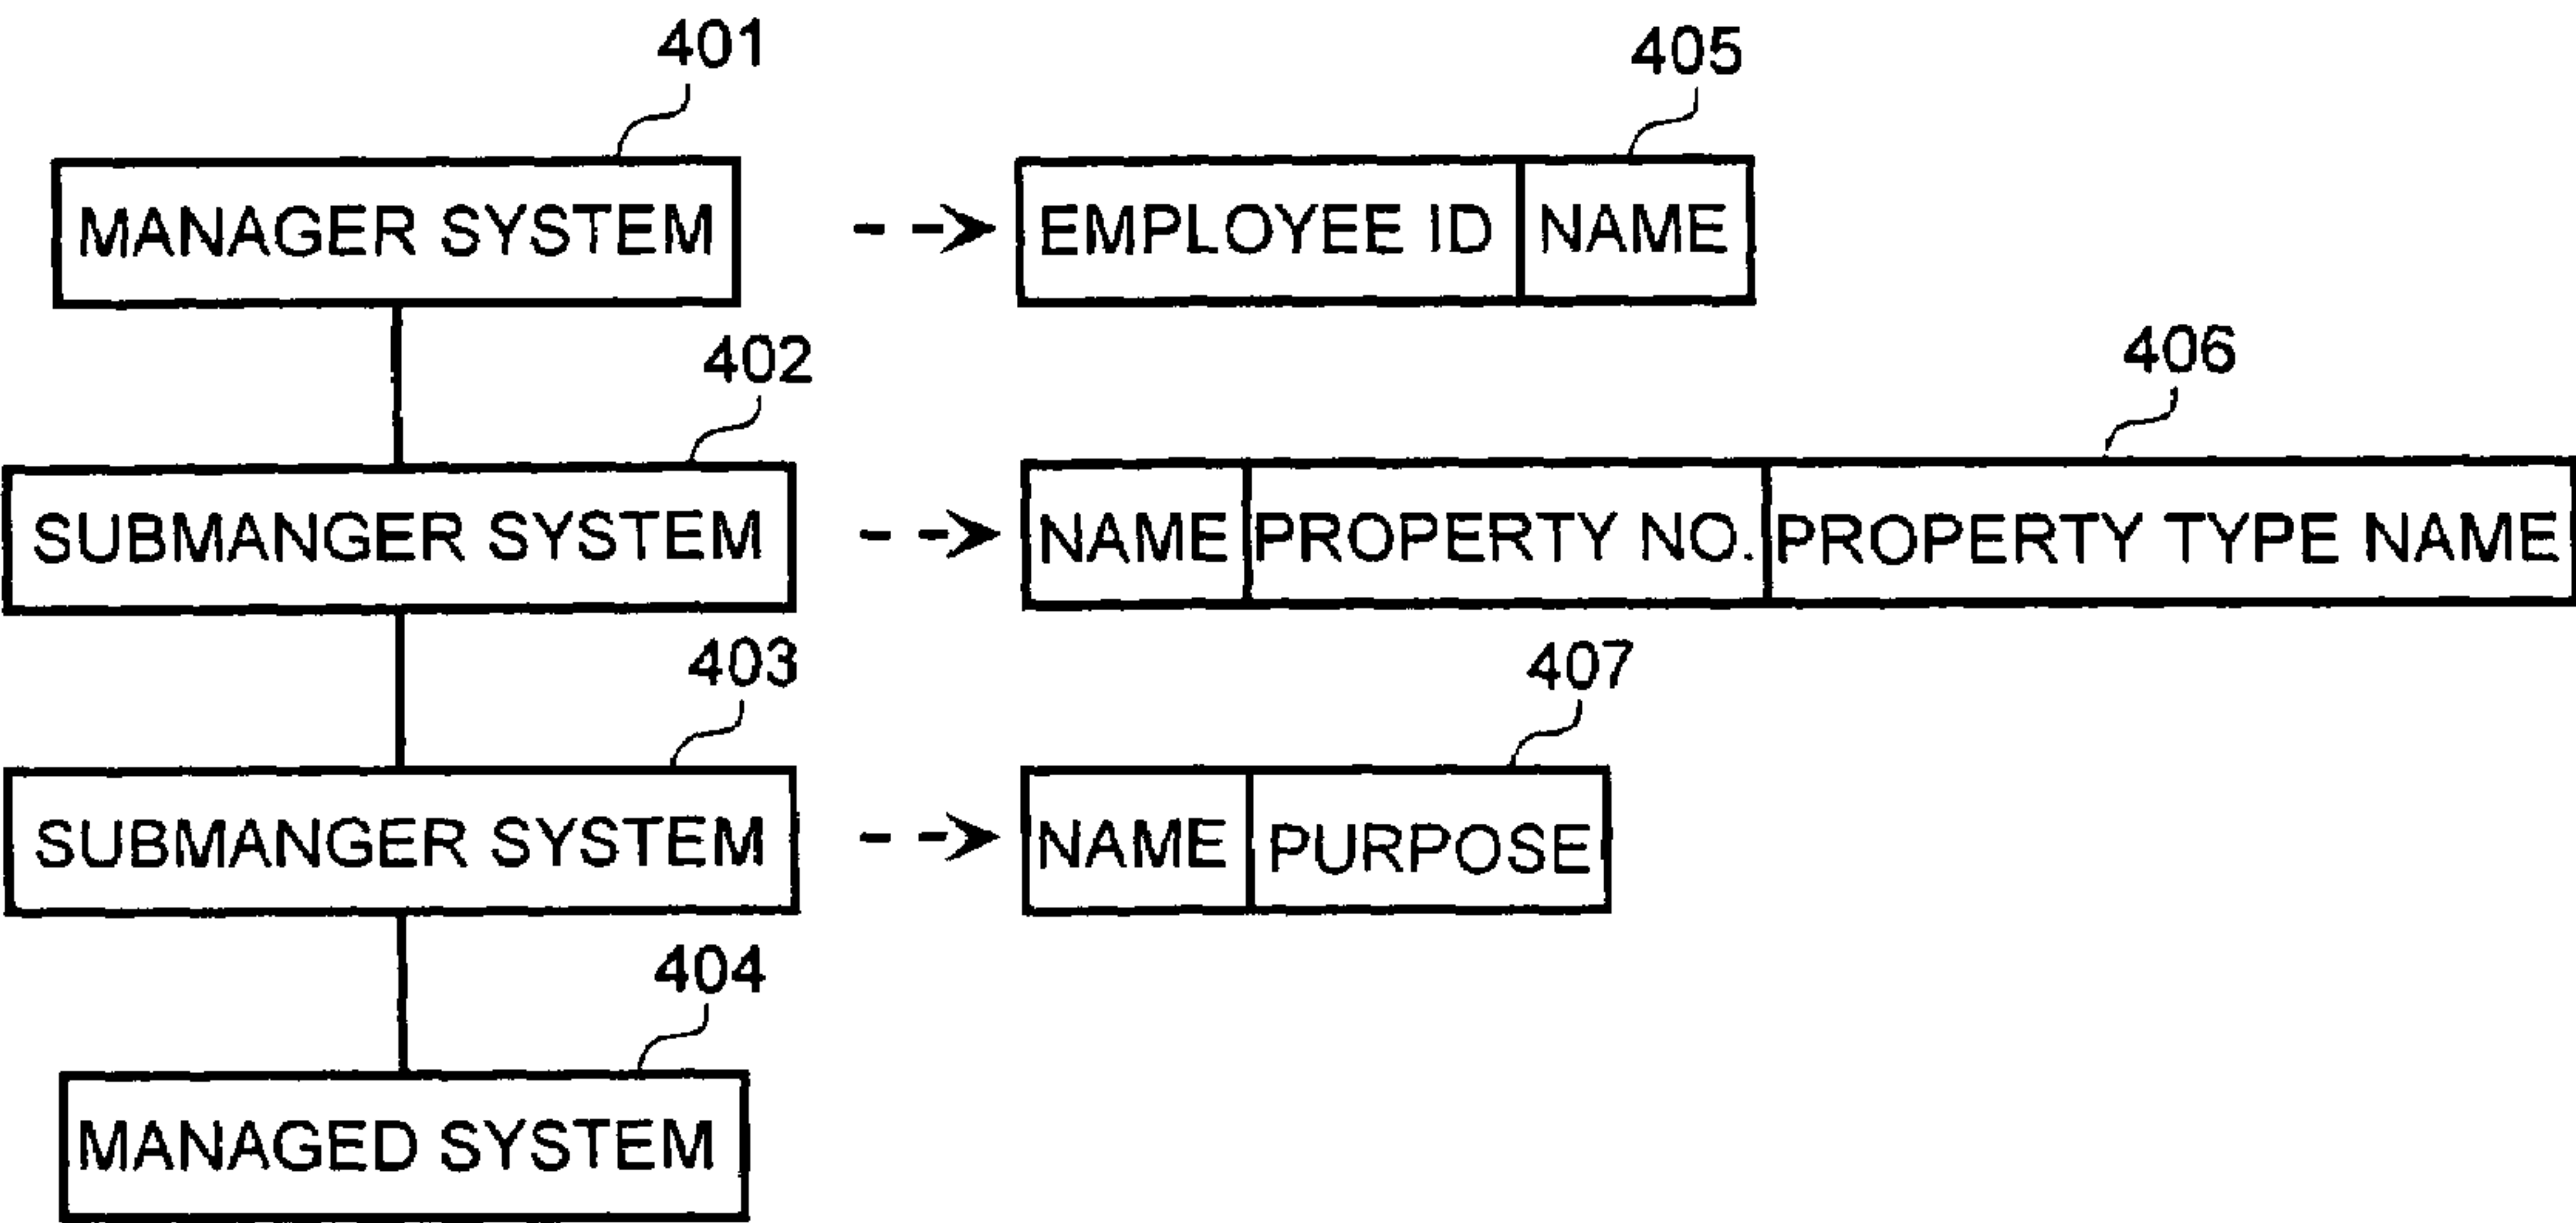 401
405
MANAGER SYSTEM
EMPLOYEE ID NAME
402
406
SUBMANGER SYSTEM
NAME PROPERTY NO. PROPERTY TYPE NAME
403
407
SUBMANGER SYSTEM
NAME PURPOSE
404
MANAGED SYSTEM